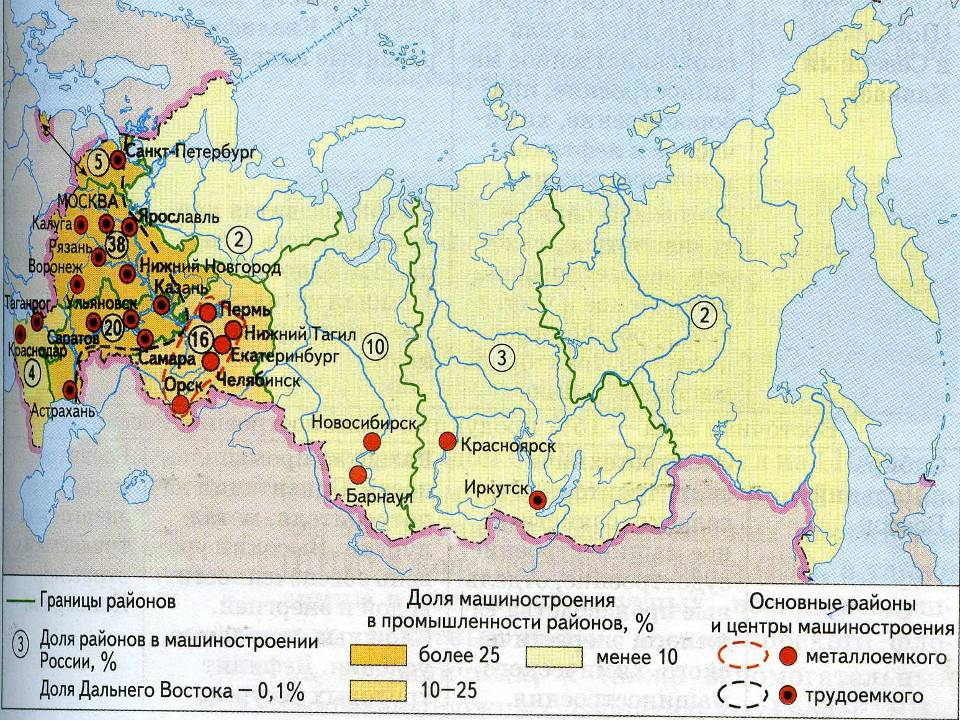 5
Санкт-Петербург
МОСКВА
Ярославль
Калуга
38
2
Рязань
Воронеж
Нижний Новгород
Казань
Таганрог
Ульяновск
Пермь
20
16
Нижний Тагил
10
3
2
Краснодар
Саратов
Самара
Екатеринбург
4
Орск
Челябинск
Астрахань
Новосибирск
Красноярск
Барнаул
Иркутск
Границы районов
3
Доля районов в машиностроении
России, %
Доля Дальнего Востока – 0,1%
Доля машиностроения
в промышленности районов, %
более 25
менее 10
10–25
Основные районы
и центры машиностроения
металлоемкого
трудоемкого